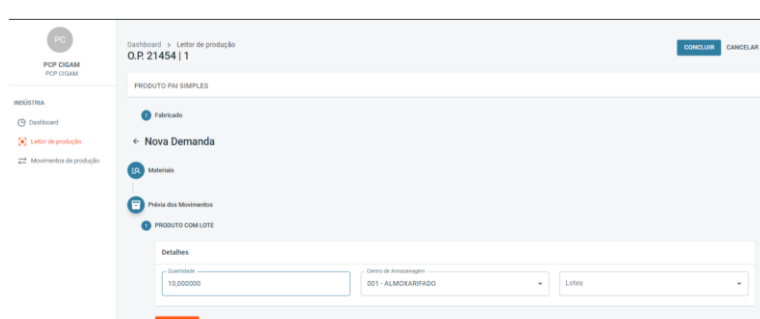 PC
PCP CIGAM
PCP CIGAM
INDÚSTRIA
Dashboard
Leitor de produção
Movimentos de produção
Dashboard > Leitor de produção
O.P. 21454 | 1
CONCLUIR CANCELAR
PRODUTO PAI SIMPLES
1 Fabricado
← Nova Demanda
Materiais
Prévia dos Movimentos
1 PRODUTO COM LOTE
Detalhes
Quantidade
10,000000
Centro de Armazenagem
001 - ALMOXARIFADO
Lotes